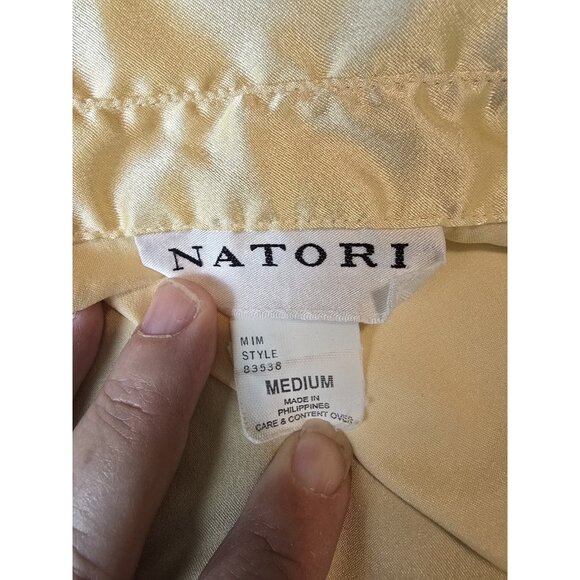 NATORI
MIM
STYLE
83538
MEDIUM
MADE IN
PHILIPPINES
CARE & CONTENT OVER